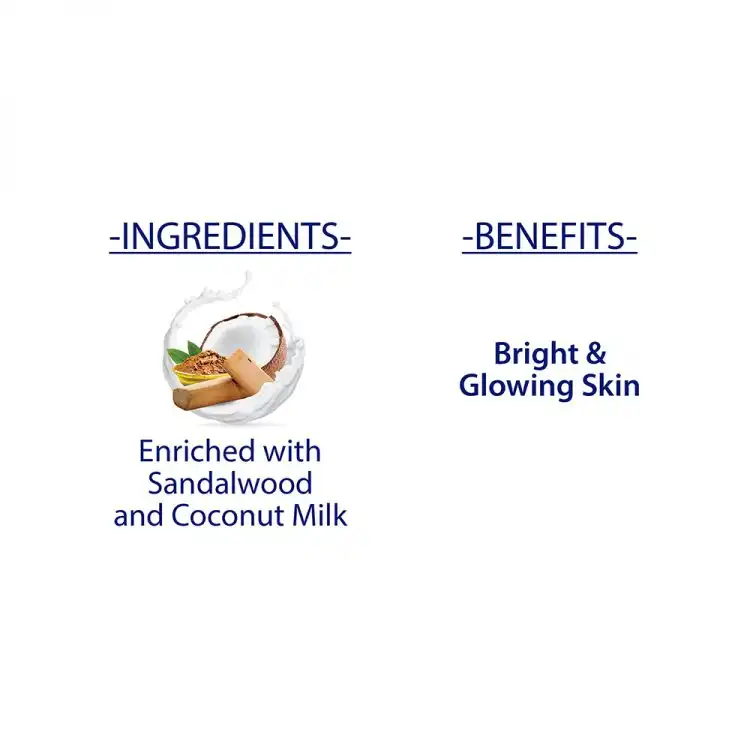 -INGREDIENTS-
Enriched with
Sandalwood
and Coconut Milk
-BENEFITS-
Bright &
Glowing Skin